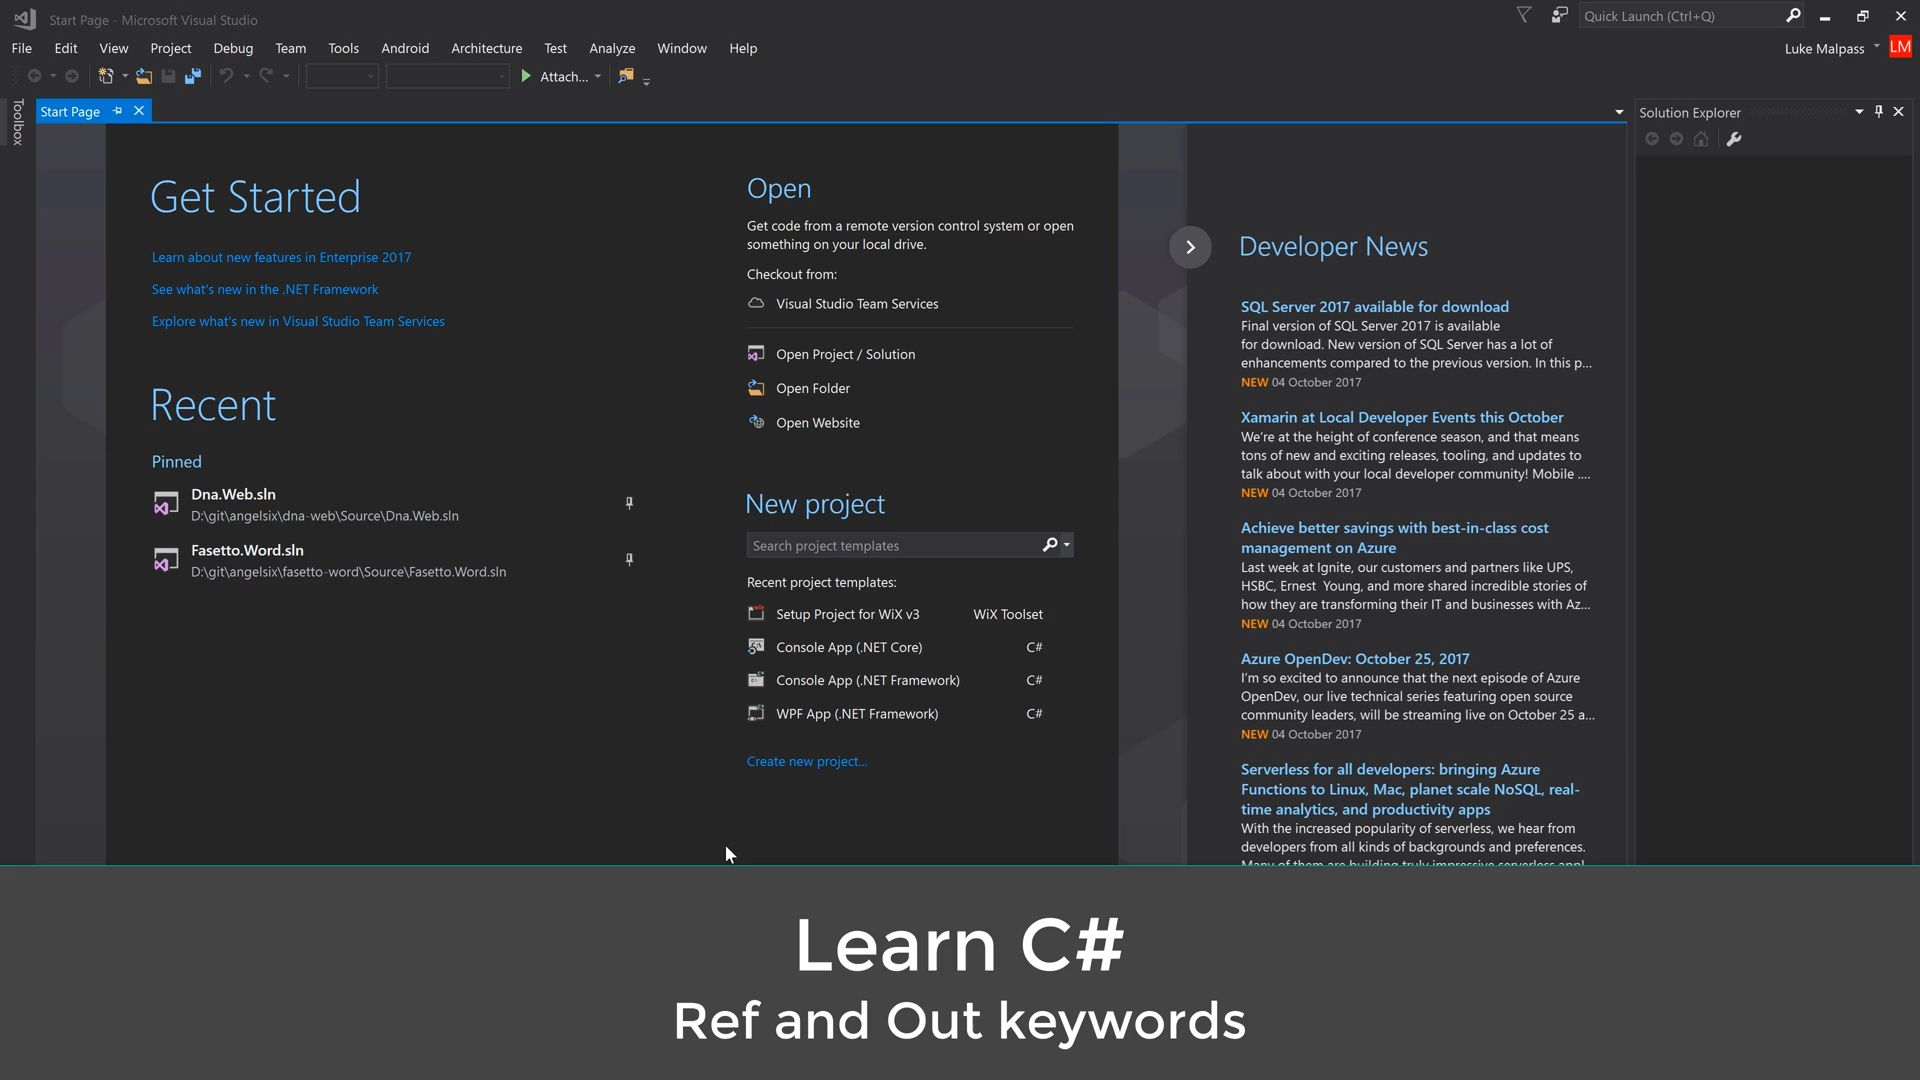 Start Page - Microsoft Visual Studio
Quick Launch (Ctrl+Q)
File Edit View Project Debug Team Tools Android Architecture Test Analyze Window Help
Luke Malpass LM
Attach...
Toolbox
Start Page
Solution Explorer
Get Started
Learn about new features in Enterprise 2017
See what's new in the .NET Framework
Explore what's new in Visual Studio Team Services
Recent
Pinned
Dna.Web.sln
D:\git\angelsix\dna-web\Source\Dna.Web.sln
Fasetto.Word.sln
D:\git\angelsix\fasetto-word\Source\Fasetto.Word.sln
Open
Get code from a remote version control system or open
something on your local drive.
Checkout from:
Visual Studio Team Services
Open Project / Solution
Open Folder
Open Website
New project
Search project templates
Recent project templates:
Setup Project for WiX v3 WiX Toolset
Console App (.NET Core) C#
Console App (.NET Framework) C#
WPF App (.NET Framework) C#
Create new project...
Developer News
SQL Server 2017 available for download
Final version of SQL Server 2017 is available
for download. New version of SQL Server has a lot of
enhancements compared to the previous version. In this p...
NEW 04 October 2017
Xamarin at Local Developer Events this October
We're at the height of conference season, and that means
tons of new and exciting releases, tooling, and updates to
talk about with your local developer community! Mobile ....
NEW 04 October 2017
Achieve better savings with best-in-class cost
management on Azure
Last week at Ignite, our customers and partners like UPS,
HSBC, Ernest Young, and more shared incredible stories of
how they are transforming their IT and businesses with Az...
NEW 04 October 2017
Azure OpenDev: October 25, 2017
I'm so excited to announce that the next episode of Azure
OpenDev, our live technical series featuring open source
community leaders, will be streaming live on October 25 a...
NEW 04 October 2017
Serverless for all developers: bringing Azure
Functions to Linux, Mac, planet scale NoSQL, real-
time analytics, and productivity apps
With the increased popularity of serverless, we hear from
developers from all kinds of backgrounds and preferences.
Many of them are building truly impressive serverless appl
Learn C#
Ref and Out keywords